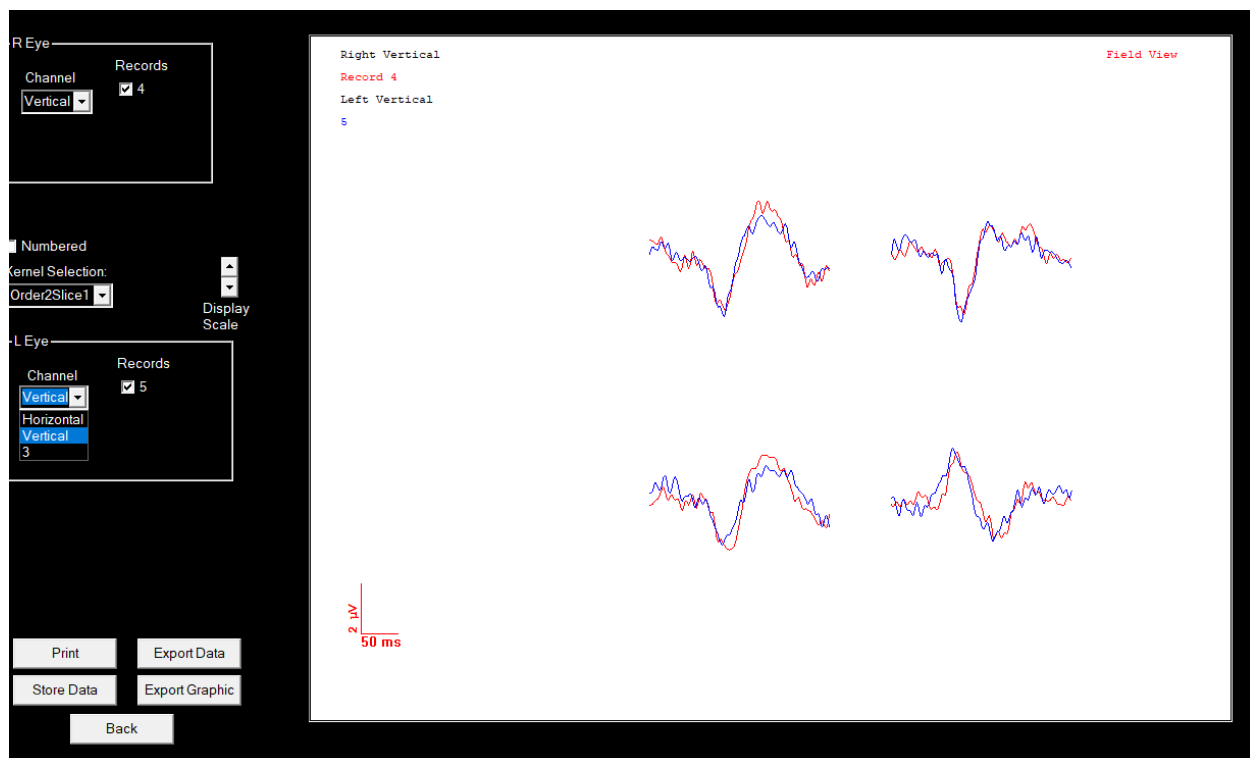 R Eye
Channel
Records
Vertical
4
Numbered
Kernel Selection:
Order2Slice1
Display
Scale
L Eye
Channel
Records
Vertical
5
Horizontal
Vertical
3
Print
Export Data
Store Data
Export Graphic
Back
Right Vertical
Record 4
Left Vertical
5
Field View
2 µV
50 ms